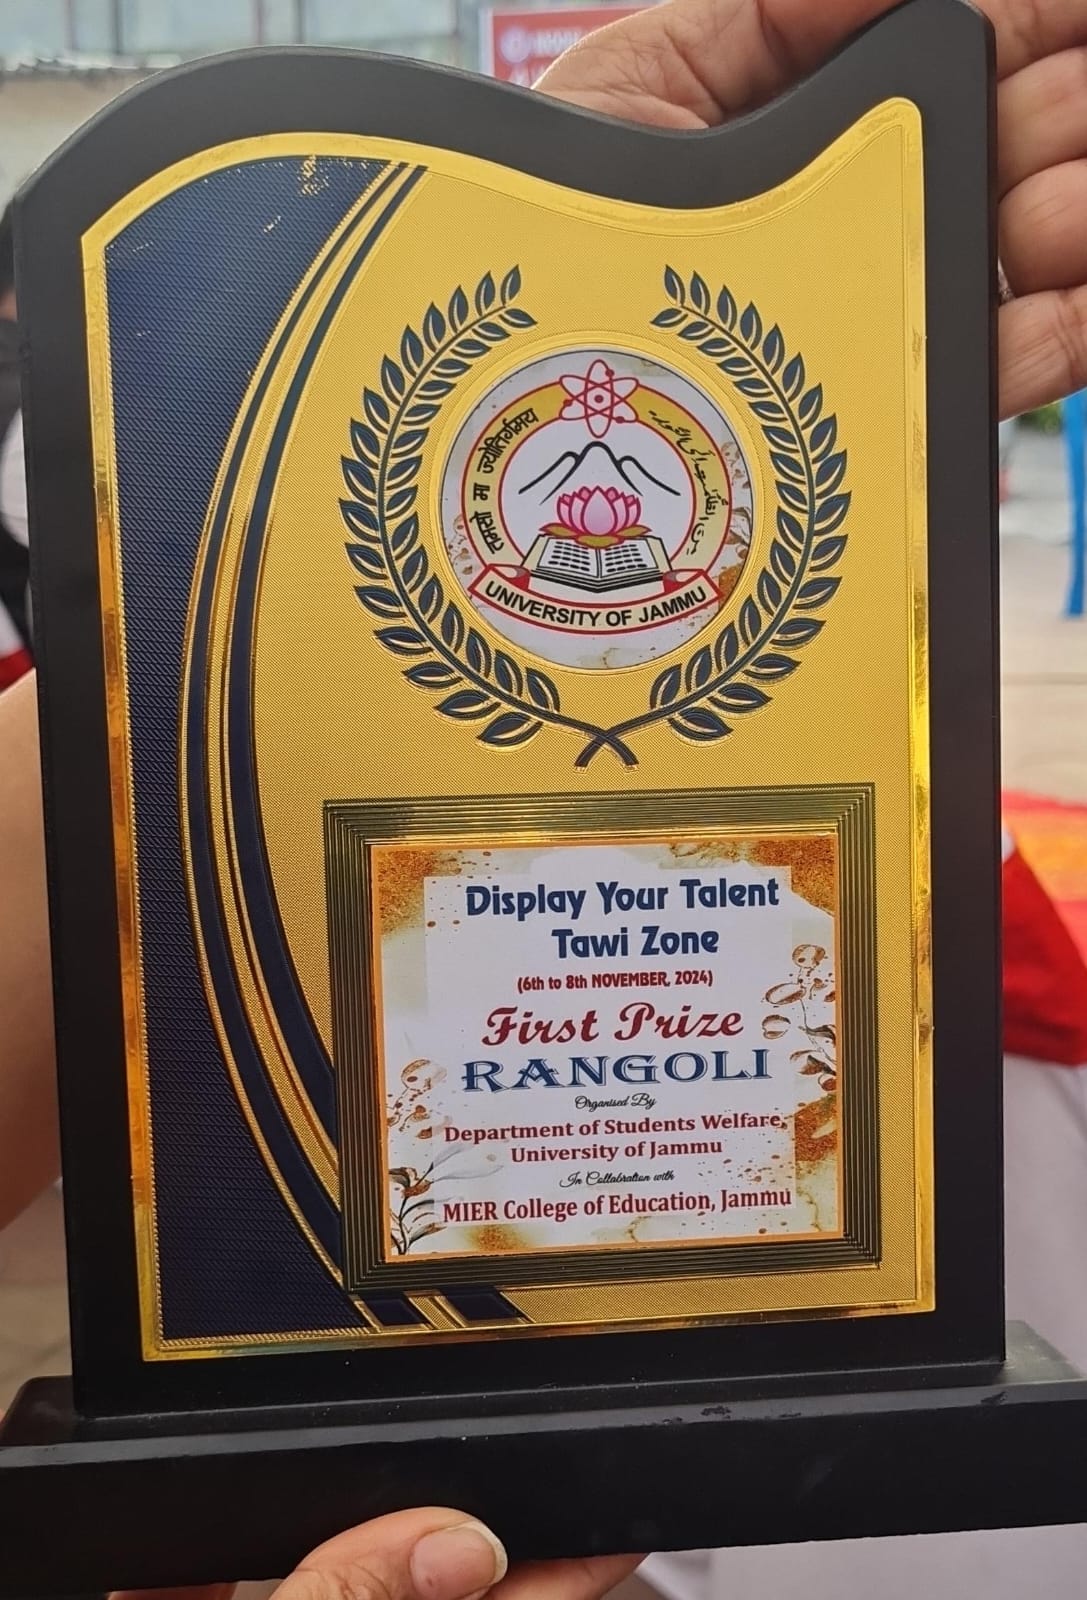 तमसो मा ज्योतिर्गमय
UNIVERSITY OF JAMMU
Display Your Talent
Tawi Zone
(6th to 8th NOVEMBER, 2024)
First Prize
RANGOLI
Organised By
Department of Students Welfare,
University of Jammu
In Collabration with
MIER College of Education, Jammu